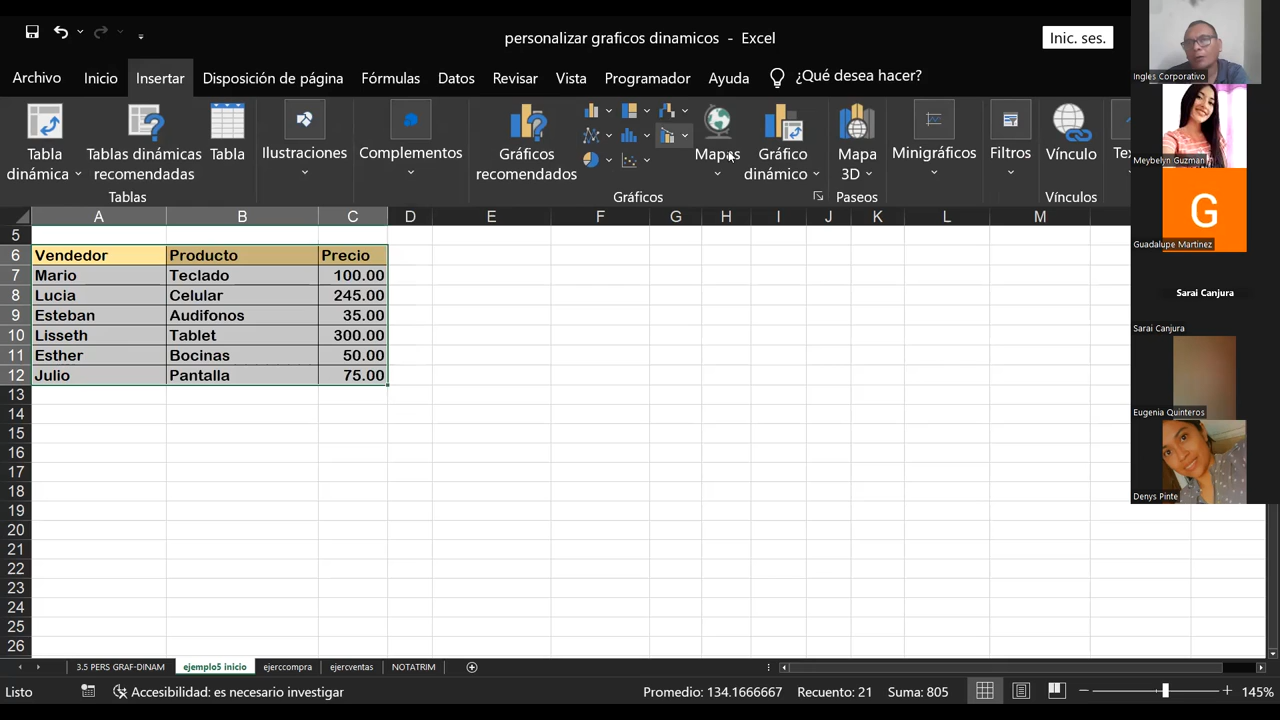 personalizar graficos dinamicos - Excel
Inic. ses.
Archivo Inicio Insertar Disposición de página Fórmulas Datos Revisar Vista Programador Ayuda ¿Qué desea hacer?
Tabla dinámica
Tablas dinámicas recomendadas
Tabla
Ilustraciones
Complementos
Gráficos recomendados
Mapas
Gráfico dinámico
Mapa 3D
Minigráficos
Filtros
Vínculo
Tex
Tablas Gráficos Paseos Vínculos
A B C D E F G H I J K L M
5
6 Vendedor Producto Precio
7 Mario Teclado 100.00
8 Lucia Celular 245.00
9 Esteban Audifonos 35.00
10 Lisseth Tablet 300.00
11 Esther Bocinas 50.00
12 Julio Pantalla 75.00
13
14
15
16
17
18
19
20
21
22
23
24
25
26
3.5 PERS GRAF-DINAM ejemplo5 inicio ejerccompra ejercventas NOTATRIM
Listo Accesibilidad: es necesario investigar Promedio: 134.1666667 Recuento: 21 Suma: 805 145%
Ingles Corporativo
Meybelyn Guzman
G
Guadalupe Martinez
Sarai Canjura
Sarai Canjura
Eugenia Quinteros
Denys Pinte